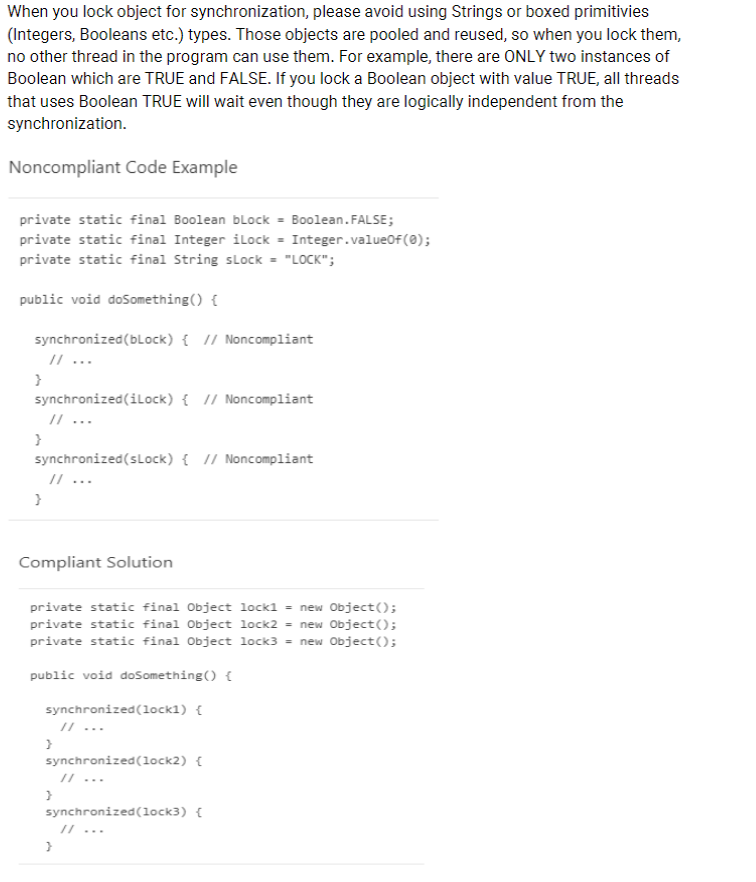 When you lock object for synchronization, please avoid using Strings or boxed primitivies
(Integers, Booleans etc.) types. Those objects are pooled and reused, so when you lock them,
no other thread in the program can use them. For example, there are ONLY two instances of
Boolean which are TRUE and FALSE. If you lock a Boolean object with value TRUE, all threads
that uses Boolean TRUE will wait even though they are logically independent from the
synchronization.
Noncompliant Code Example
private static final Boolean bLock = Boolean.FALSE;
private static final Integer iLock = Integer.valueOf(0);
private static final String sLock = "LOCK";
public void doSomething() {
synchronized(bLock) {  // Noncompliant
// ...
}
synchronized(iLock) {  // Noncompliant
// ...
}
synchronized(sLock) {  // Noncompliant
// ...
}
Compliant Solution
private static final Object lock1 = new Object();
private static final Object lock2 = new Object();
private static final Object lock3 = new Object();
public void doSomething() {
synchronized(lock1) {
// ...
}
synchronized(lock2) {
// ...
}
synchronized(lock3) {
// ...
}